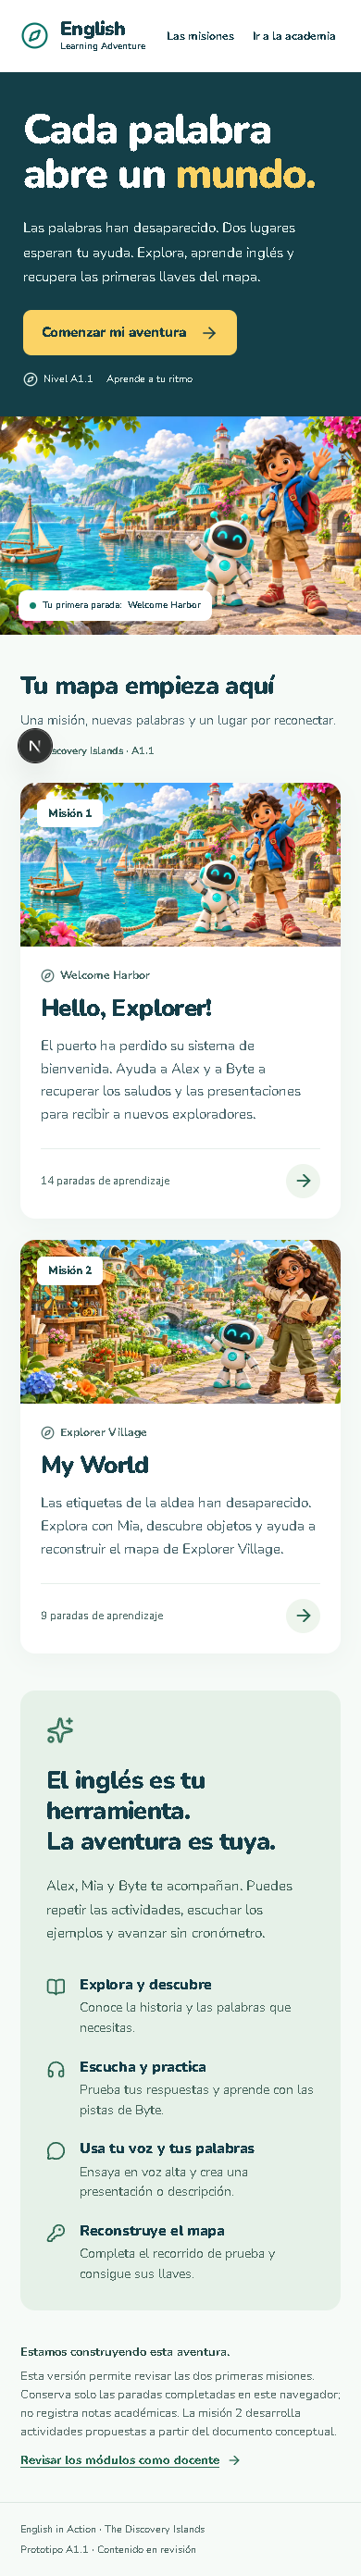 English
Learning Adventure
Las misiones
Ir a la academia
Cada palabra
abre un mundo.
Las palabras han desaparecido. Dos lugares
esperan tu ayuda. Explora, aprende inglés y
recupera las primeras llaves del mapa.
Comenzar mi aventura
Nivel A1.1
Aprende a tu ritmo
Tu primera parada: Welcome Harbor
Tu mapa empieza aquí
Una misión, nuevas palabras y un lugar por reconectar.
N
scovery Islands · A1.1
Misión 1
Welcome Harbor
Hello, Explorer!
El puerto ha perdido su sistema de
bienvenida. Ayuda a Alex y a Byte a
recuperar los saludos y las presentaciones
para recibir a nuevos exploradores.
14 paradas de aprendizaje
Misión 2
Explorer Village
My World
Las etiquetas de la aldea han desaparecido.
Explora con Mia, descubre objetos y ayuda a
reconstruir el mapa de Explorer Village.
9 paradas de aprendizaje
El inglés es tu
herramienta.
La aventura es tuya.
Alex, Mia y Byte te acompañan. Puedes
repetir las actividades, escuchar los
ejemplos y avanzar sin cronómetro.
Explora y descubre
Conoce la historia y las palabras que
necesitas.
Escucha y practica
Prueba tus respuestas y aprende con las
pistas de Byte.
Usa tu voz y tus palabras
Ensaya en voz alta y crea una
presentación o descripción.
Reconstruye el mapa
Completa el recorrido de prueba y
consigue sus llaves.
Estamos construyendo esta aventura.
Esta versión permite revisar las dos primeras misiones.
Conserva solo las paradas completadas en este navegador;
no registra notas académicas. La misión 2 desarrolla
actividades propuestas a partir del documento conceptual.
Revisar los módulos como docente
English in Action · The Discovery Islands
Prototipo A1.1 · Contenido en revisión